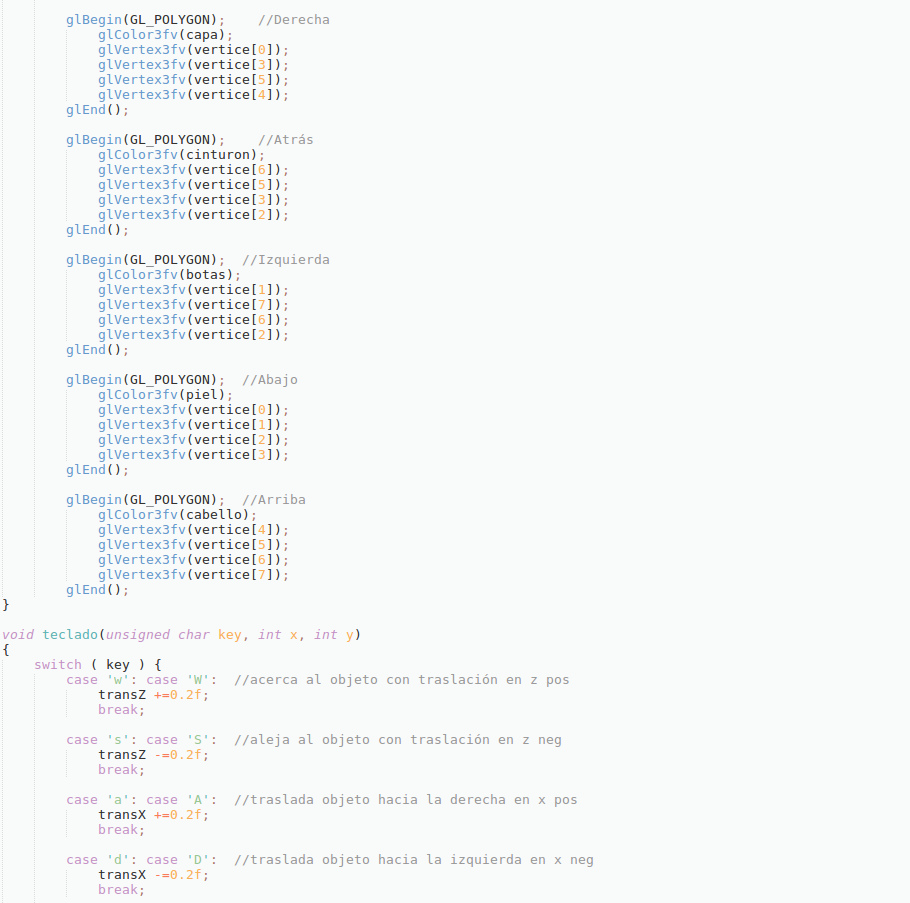 glBegin(GL_POLYGON);    //Derecha
glColor3fv(capa);
glVertex3fv(vertice[0]);
glVertex3fv(vertice[3]);
glVertex3fv(vertice[5]);
glVertex3fv(vertice[4]);
glEnd();
glBegin(GL_POLYGON);    //Atrás
glColor3fv(cinturon);
glVertex3fv(vertice[6]);
glVertex3fv(vertice[5]);
glVertex3fv(vertice[3]);
glVertex3fv(vertice[2]);
glEnd();
glBegin(GL_POLYGON);  //Izquierda
glColor3fv(botas);
glVertex3fv(vertice[1]);
glVertex3fv(vertice[7]);
glVertex3fv(vertice[6]);
glVertex3fv(vertice[2]);
glEnd();
glBegin(GL_POLYGON);  //Abajo
glColor3fv(piel);
glVertex3fv(vertice[0]);
glVertex3fv(vertice[1]);
glVertex3fv(vertice[2]);
glVertex3fv(vertice[3]);
glEnd();
glBegin(GL_POLYGON);  //Arriba
glColor3fv(cabello);
glVertex3fv(vertice[4]);
glVertex3fv(vertice[5]);
glVertex3fv(vertice[6]);
glVertex3fv(vertice[7]);
glEnd();
}
void teclado(unsigned char key, int x, int y)
{
switch ( key ) {
case 'w': case 'W':  //acerca al objeto con traslación en z pos
transZ +=0.2f;
break;
case 's': case 'S':  //aleja al objeto con traslación en z neg
transZ -=0.2f;
break;
case 'a': case 'A':  //traslada objeto hacia la derecha en x pos
transX +=0.2f;
break;
case 'd': case 'D':  //traslada objeto hacia la izquierda en x neg
transX -=0.2f;
break;